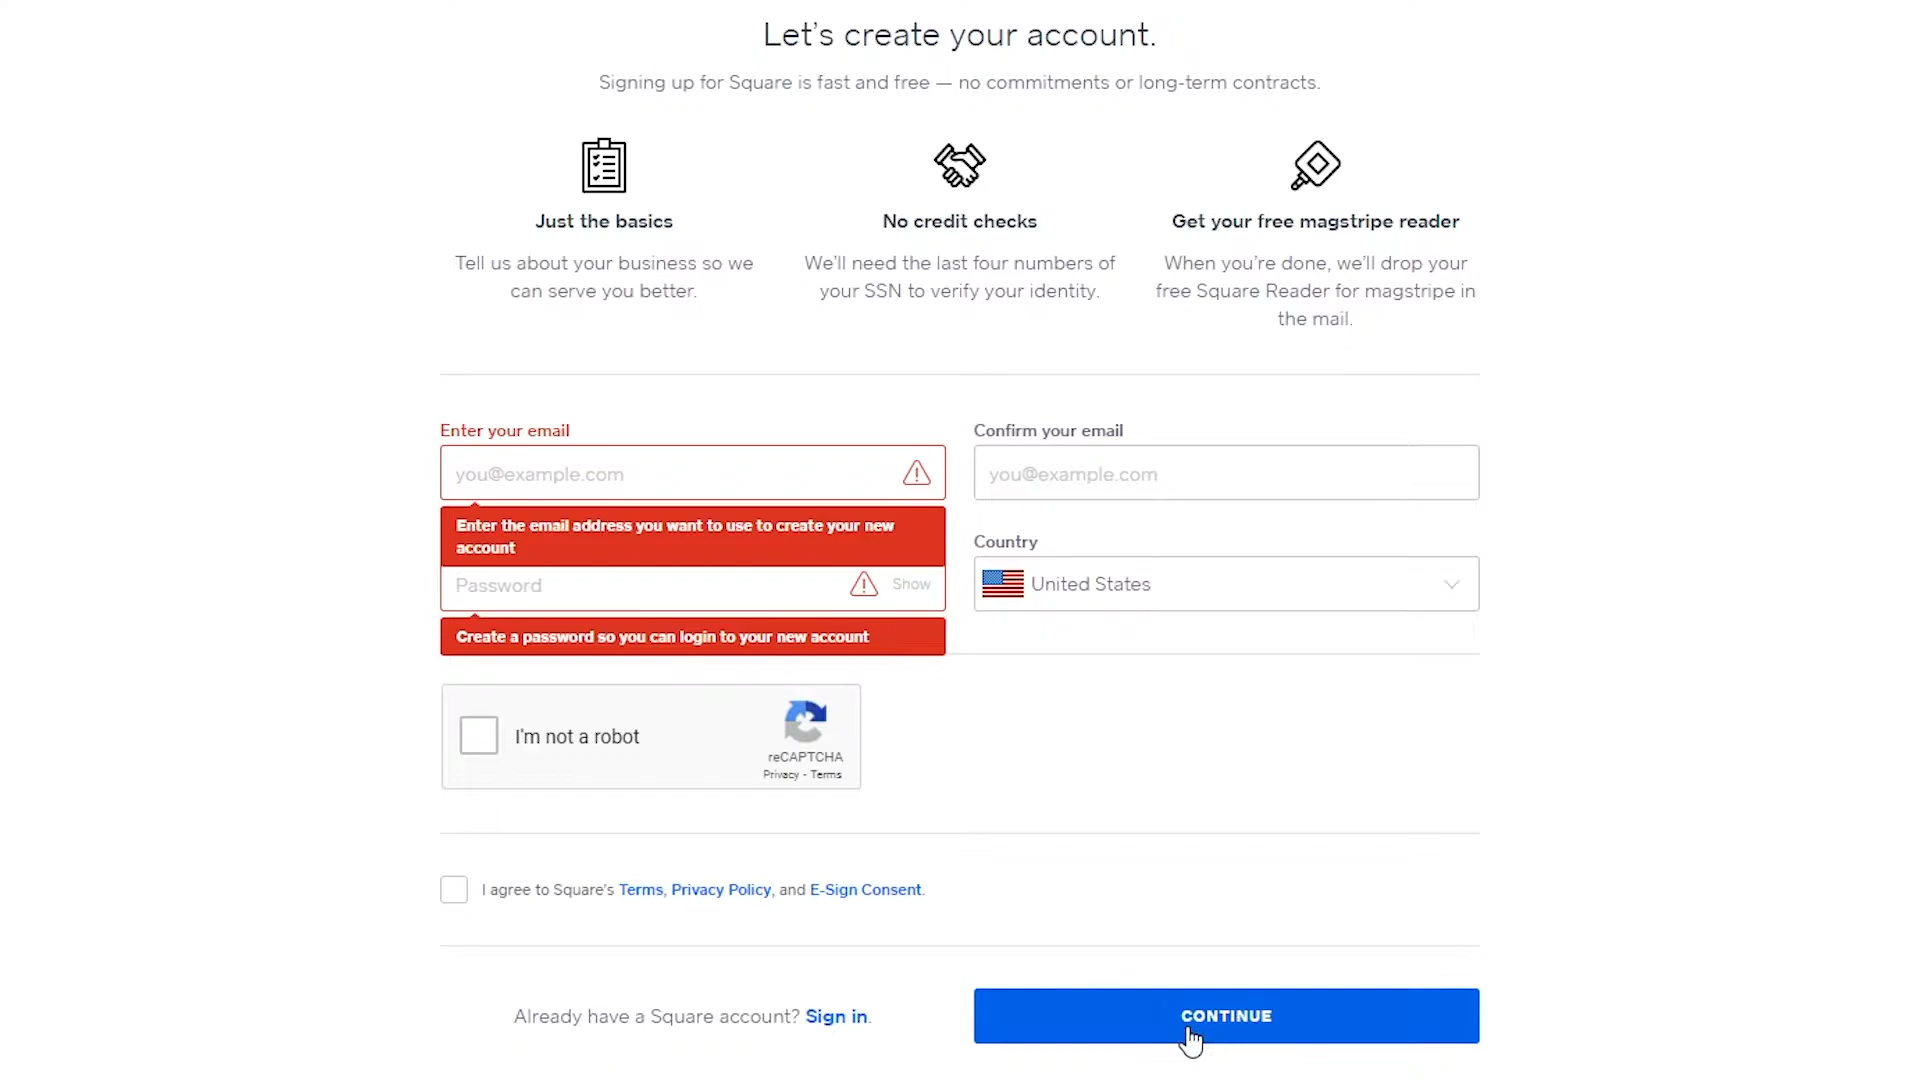 Let's create your account.
Signing up for Square is fast and free — no commitments or long-term contracts.
Just the basics
Tell us about your business so we
can serve you better.
No credit checks
We'll need the last four numbers of
your SSN to verify your identity.
Get your free magstripe reader
When you're done, we'll drop your
free Square Reader for magstripe in
the mail.
Enter your email
you@example.com
Enter the email address you want to use to create your new
account
Confirm your email
you@example.com
Password
Show
Create a password so you can login to your new account
Country
United States
I'm not a robot
reCAPTCHA
Privacy - Terms
I agree to Square's Terms, Privacy Policy, and E-Sign Consent.
Already have a Square account? Sign in.
CONTINUE